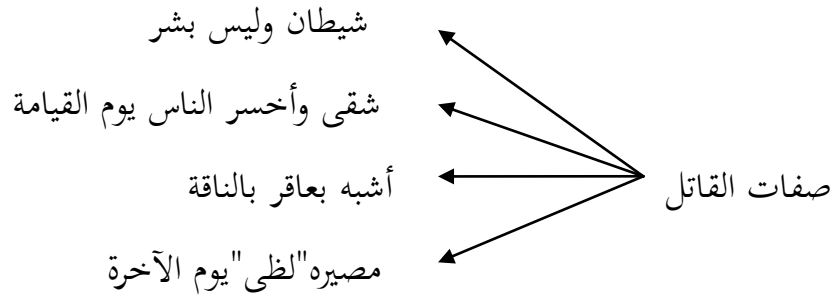 شيطان وليس بشر
شقى وأخسر الناس يوم القيامة
صفات القاتل
أشبه بعاقر بالناقة
مصيره"لظى"يوم الآخرة